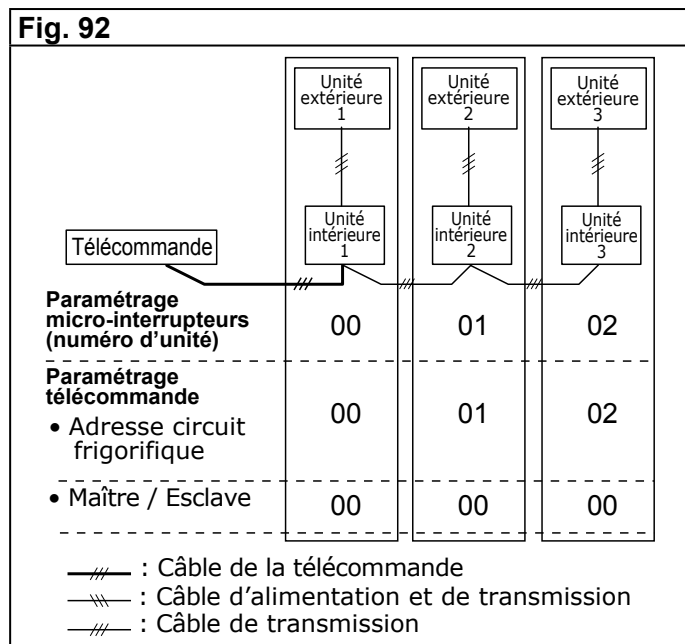 Fig. 92
Unité extérieure 1
Unité extérieure 2
Unité extérieure 3
Télécommande
Unité intérieure 1
Unité intérieure 2
Unité intérieure 3
Paramétrage
micro-interrupteurs
(numéro d’unité)
00 01 02
Paramétrage
télécommande
• Adresse circuit
frigorifique
00 01 02
• Maître / Esclave 00 00 00
: Câble de la télécommande
: Câble d’alimentation et de transmission
: Câble de transmission